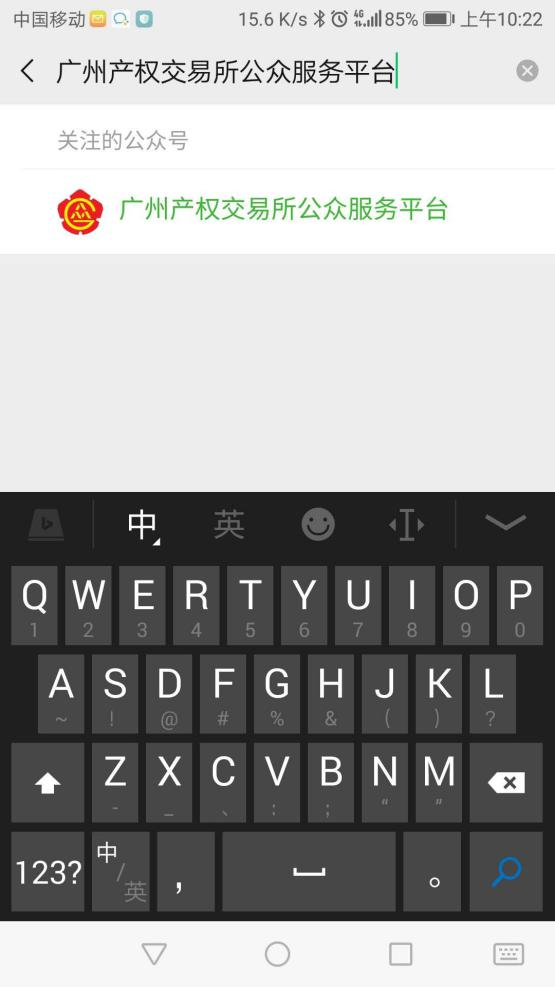 中国移动 15.6 K/s 4G 85% 上午10:22
广州产权交易所公众服务平台
关注的公众号
广州产权交易所公众服务平台
中 英
Q W E R T Y U I O P
1 2 3 4 5 6 7 8 9 0
A S D F G H J K L
~ ! @ # % & ( ) ?
Z X C V B N M
- _ 、 : ; “ ”
123? 中/英 , 。